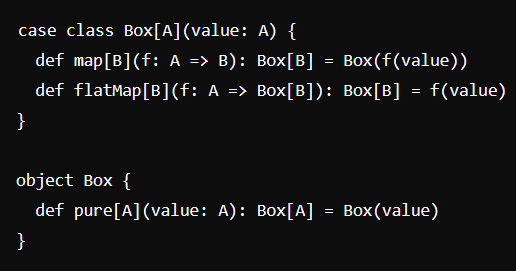 case class Box[A](value: A) {
  def map[B](f: A => B): Box[B] = Box(f(value))
  def flatMap[B](f: A => Box[B]): Box[B] = f(value)
}

object Box {
  def pure[A](value: A): Box[A] = Box(value)
}